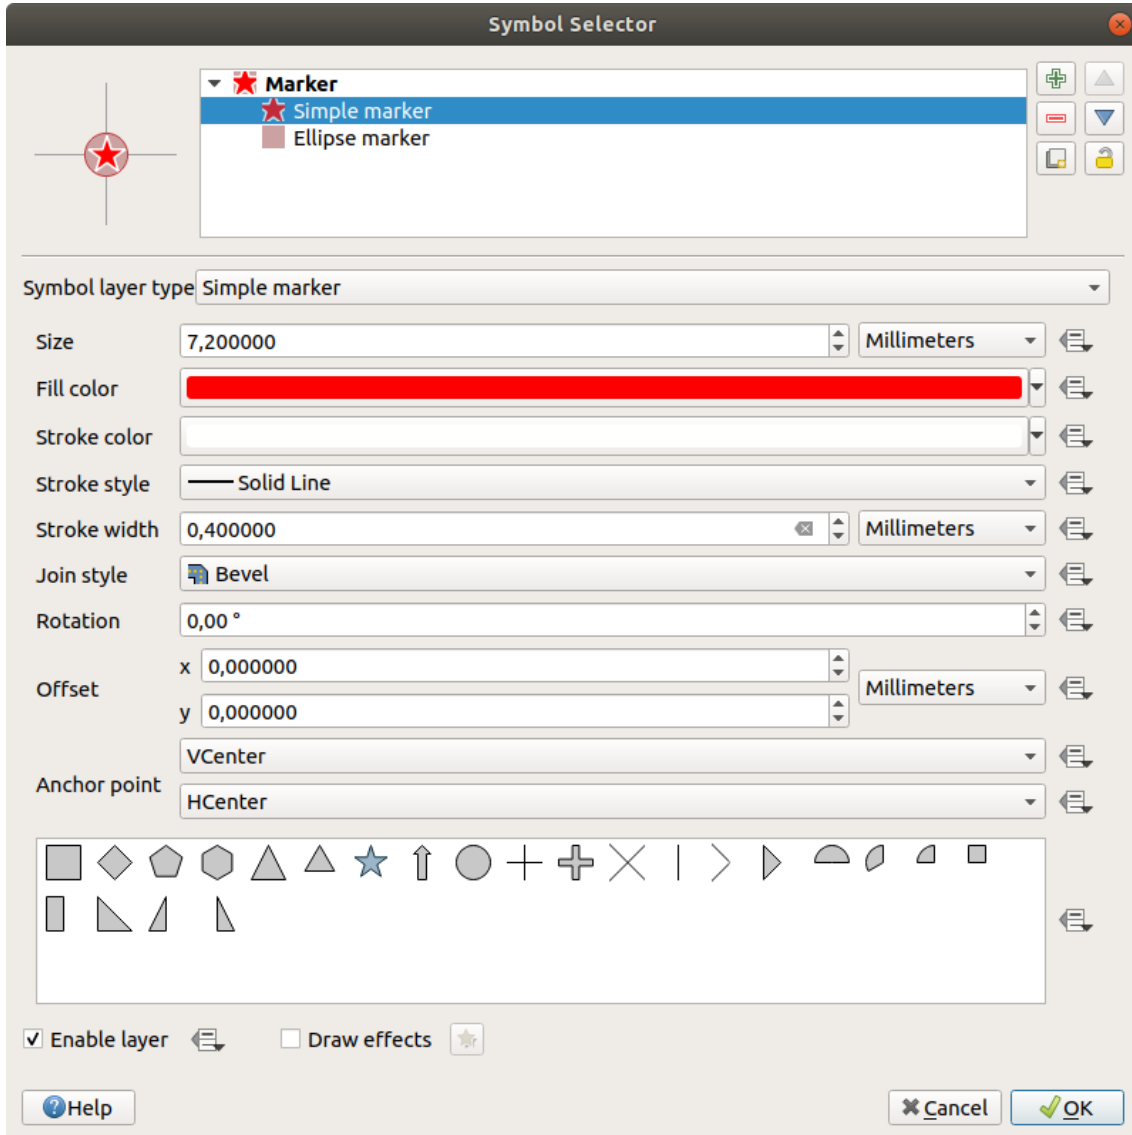 Symbol Selector
Marker
Simple marker
Ellipse marker
Symbol layer type Simple marker
Size 7,200000 Millimeters
Fill color
Stroke color
Stroke style Solid Line
Stroke width 0,400000 Millimeters
Join style Bevel
Rotation 0,00 °
Offset x 0,000000 Millimeters
y 0,000000
Anchor point VCenter
HCenter
Enable layer Draw effects
Help Cancel OK